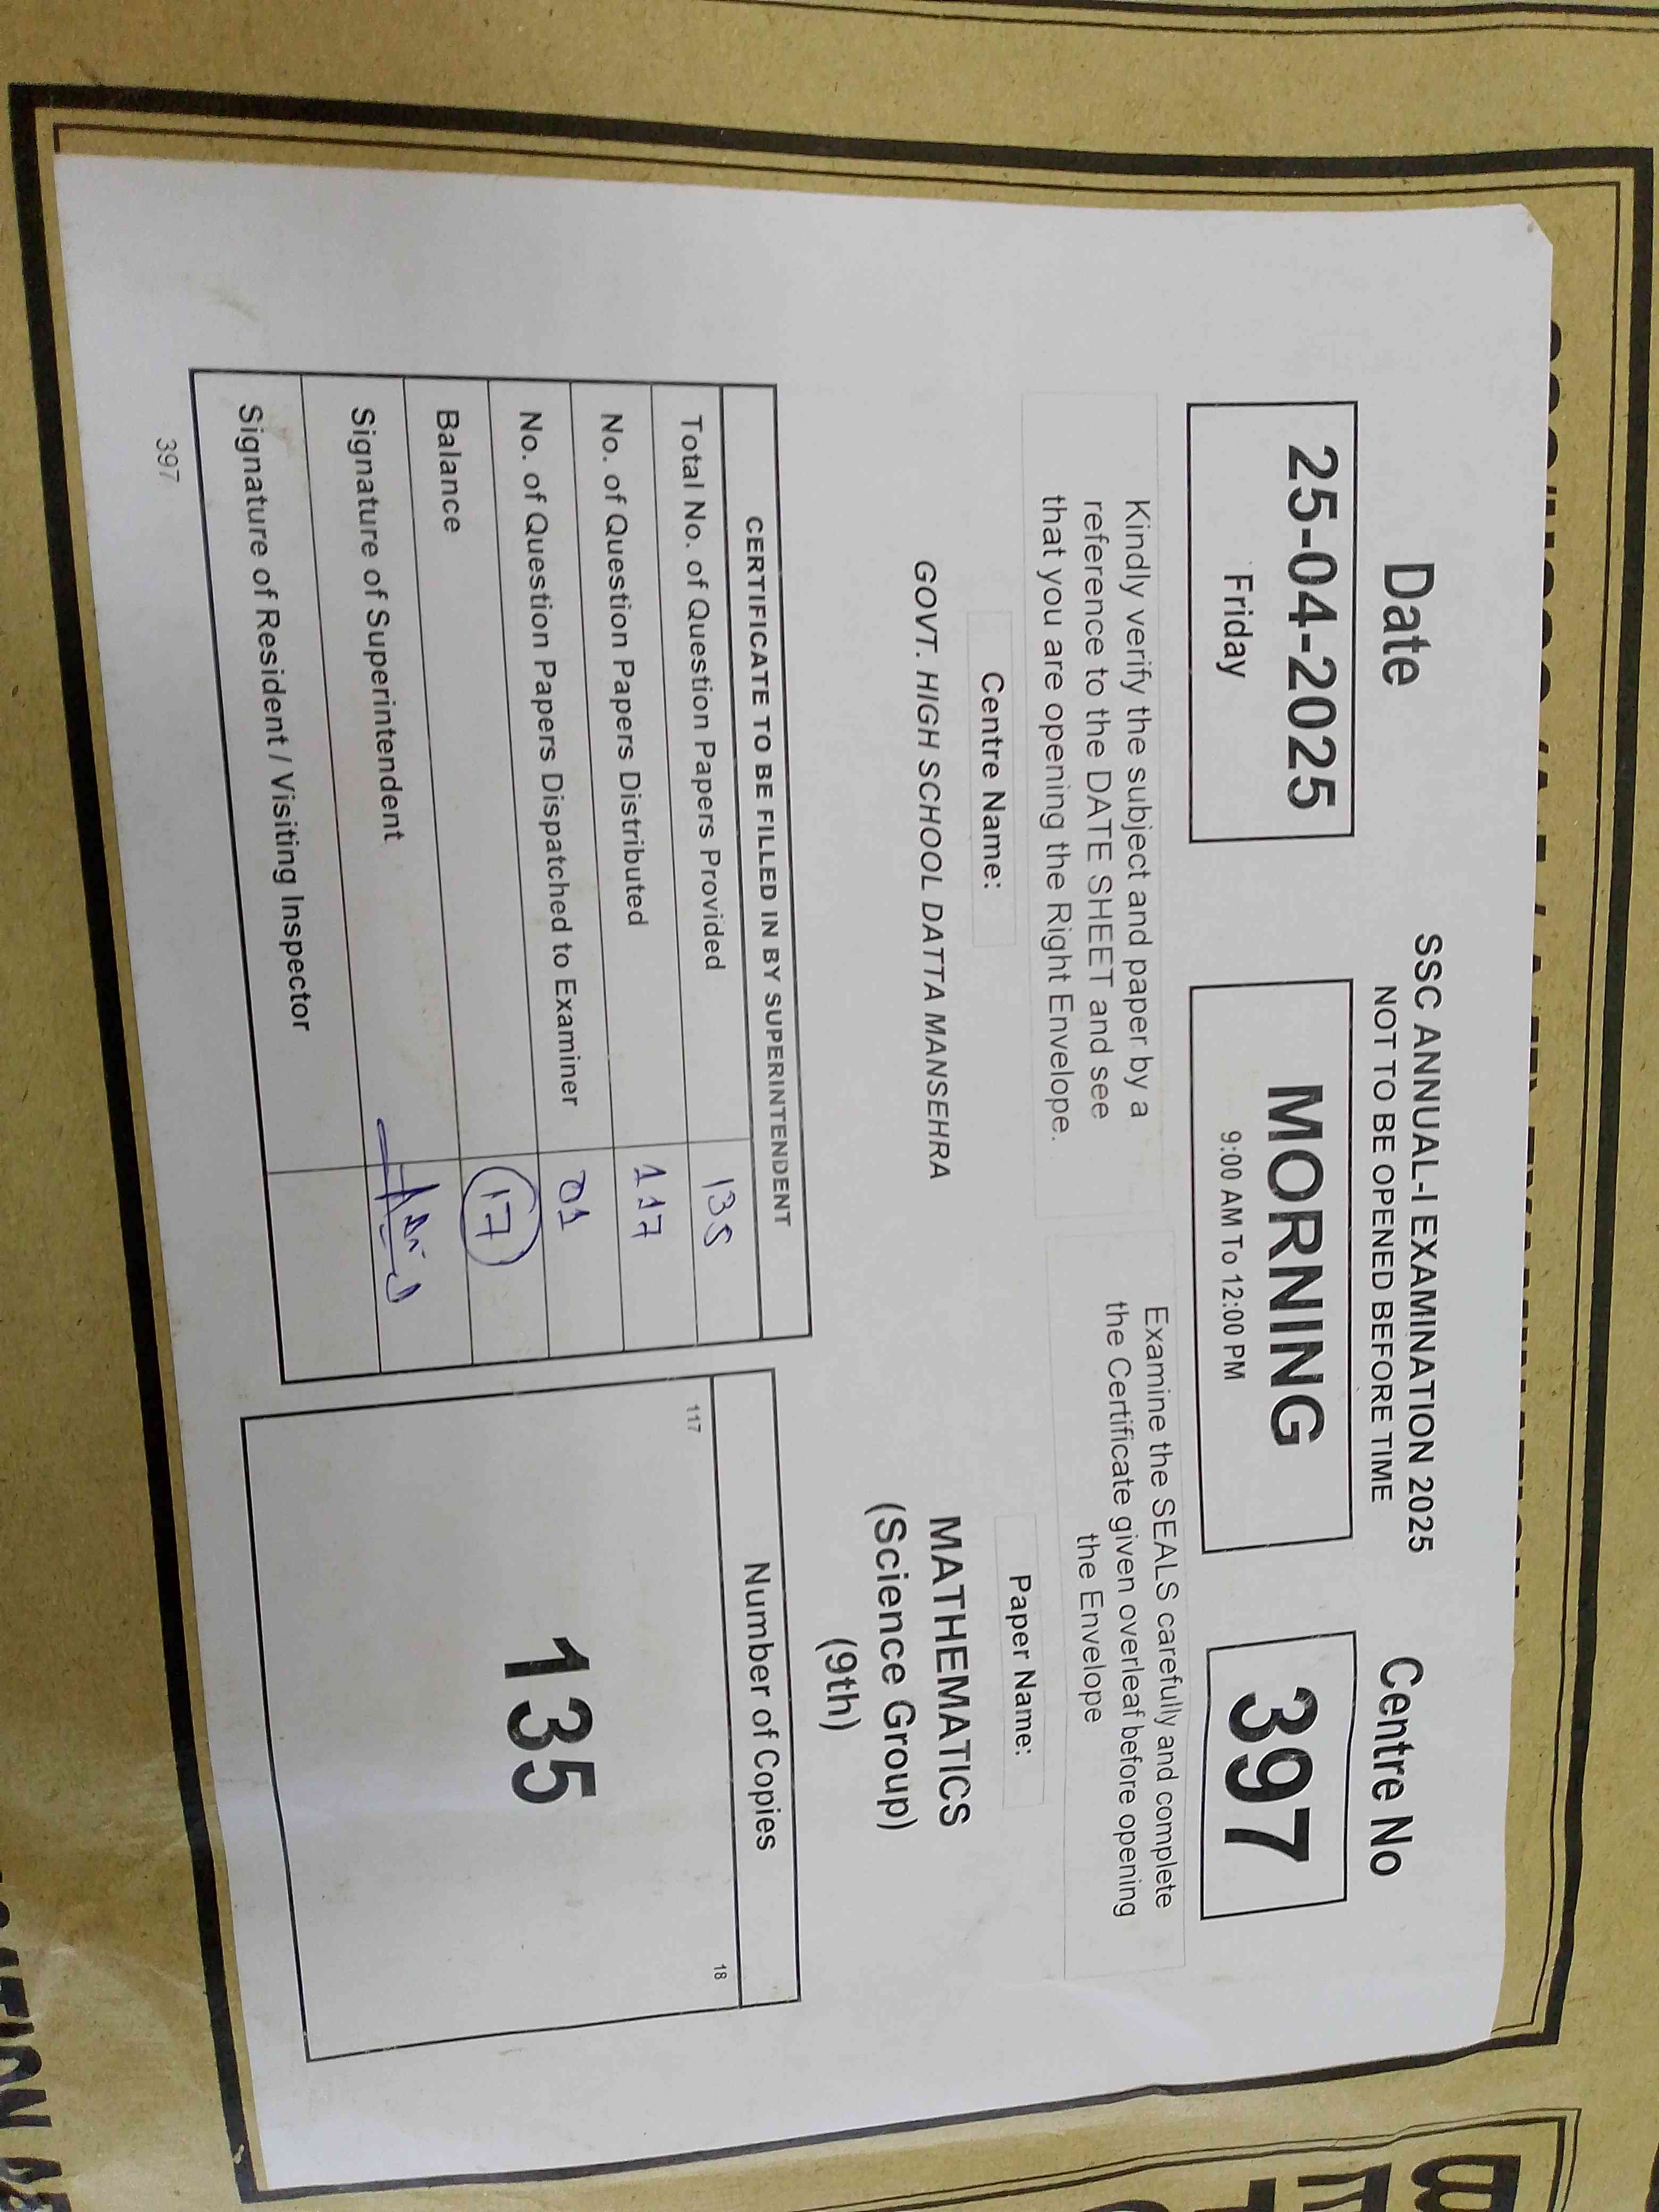 SSC ANNUAL-I EXAMINATION 2025
NOT TO BE OPENED BEFORE TIME
Date
25-04-2025
Friday
MORNING
9:00 AM To 12:00 PM
Centre No
397
Kindly verify the subject and paper by a
reference to the DATE SHEET and see
that you are opening the Right Envelope.
Examine the SEALS carefully and complete
the Certificate given overleaf before opening
the Envelope
Centre Name:
GOVT. HIGH SCHOOL DATTA MANSEHRA
Paper Name:
MATHEMATICS
(Science Group)
(9th)
CERTIFICATE TO BE FILLED IN BY SUPERINTENDENT
Total No. of Question Papers Provided 135
No. of Question Papers Distributed 117
No. of Question Papers Dispatched to Examiner 01
Balance 17
Signature of Superintendent
Signature of Resident / Visiting Inspector
Number of Copies
117 18
135
397